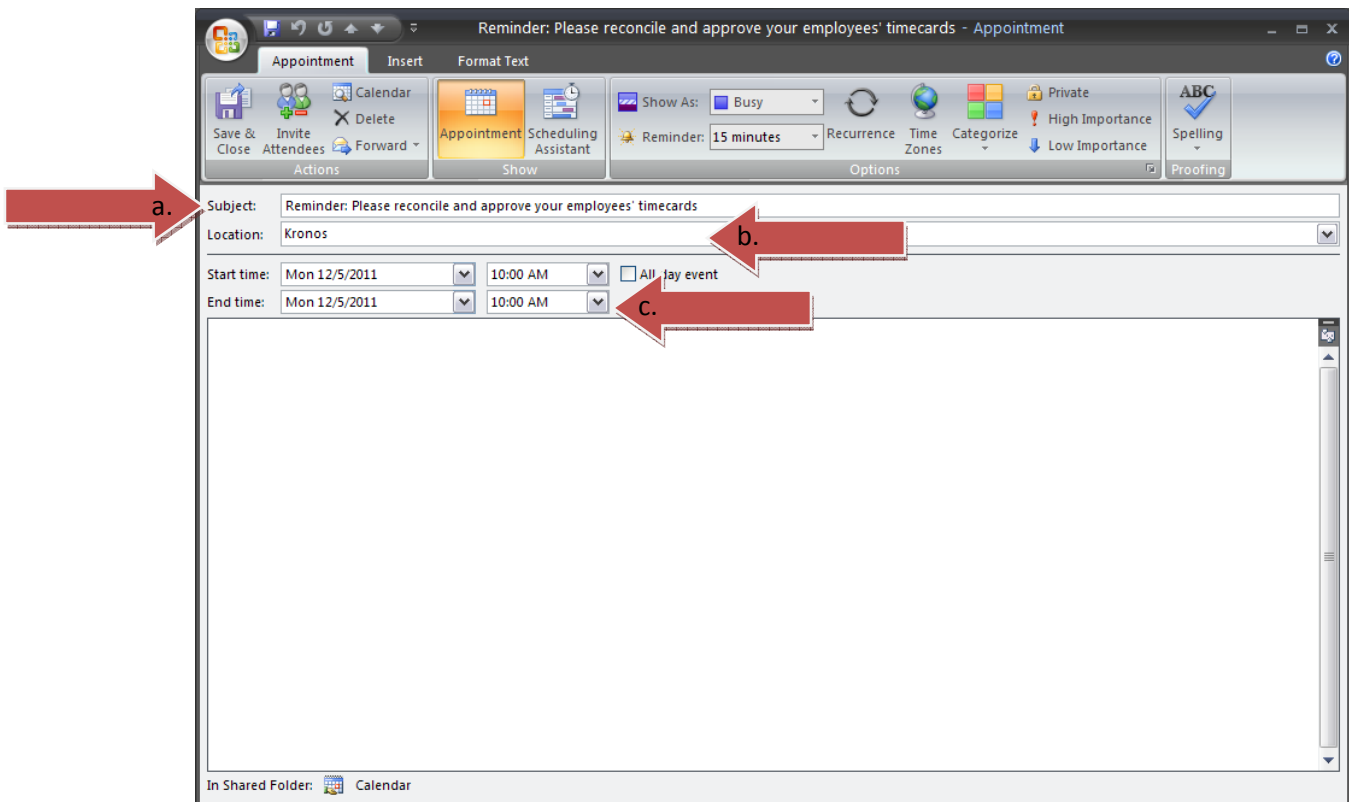 Reminder: Please reconcile and approve your employees' timecards - Appointment
Appointment Insert Format Text
Save & Close
Invite Attendees
Calendar
Delete
Forward
Actions
Appointment
Scheduling Assistant
Show
Show As: Busy
Reminder: 15 minutes
Recurrence
Time Zones
Categorize
Private
High Importance
Low Importance
Options
ABC
Spelling
Proofing
a.
Subject: Reminder: Please reconcile and approve your employees' timecards
Location: Kronos
b.
Start time: Mon 12/5/2011 10:00 AM All day event
End time: Mon 12/5/2011 10:00 AM
c.
In Shared Folder: Calendar